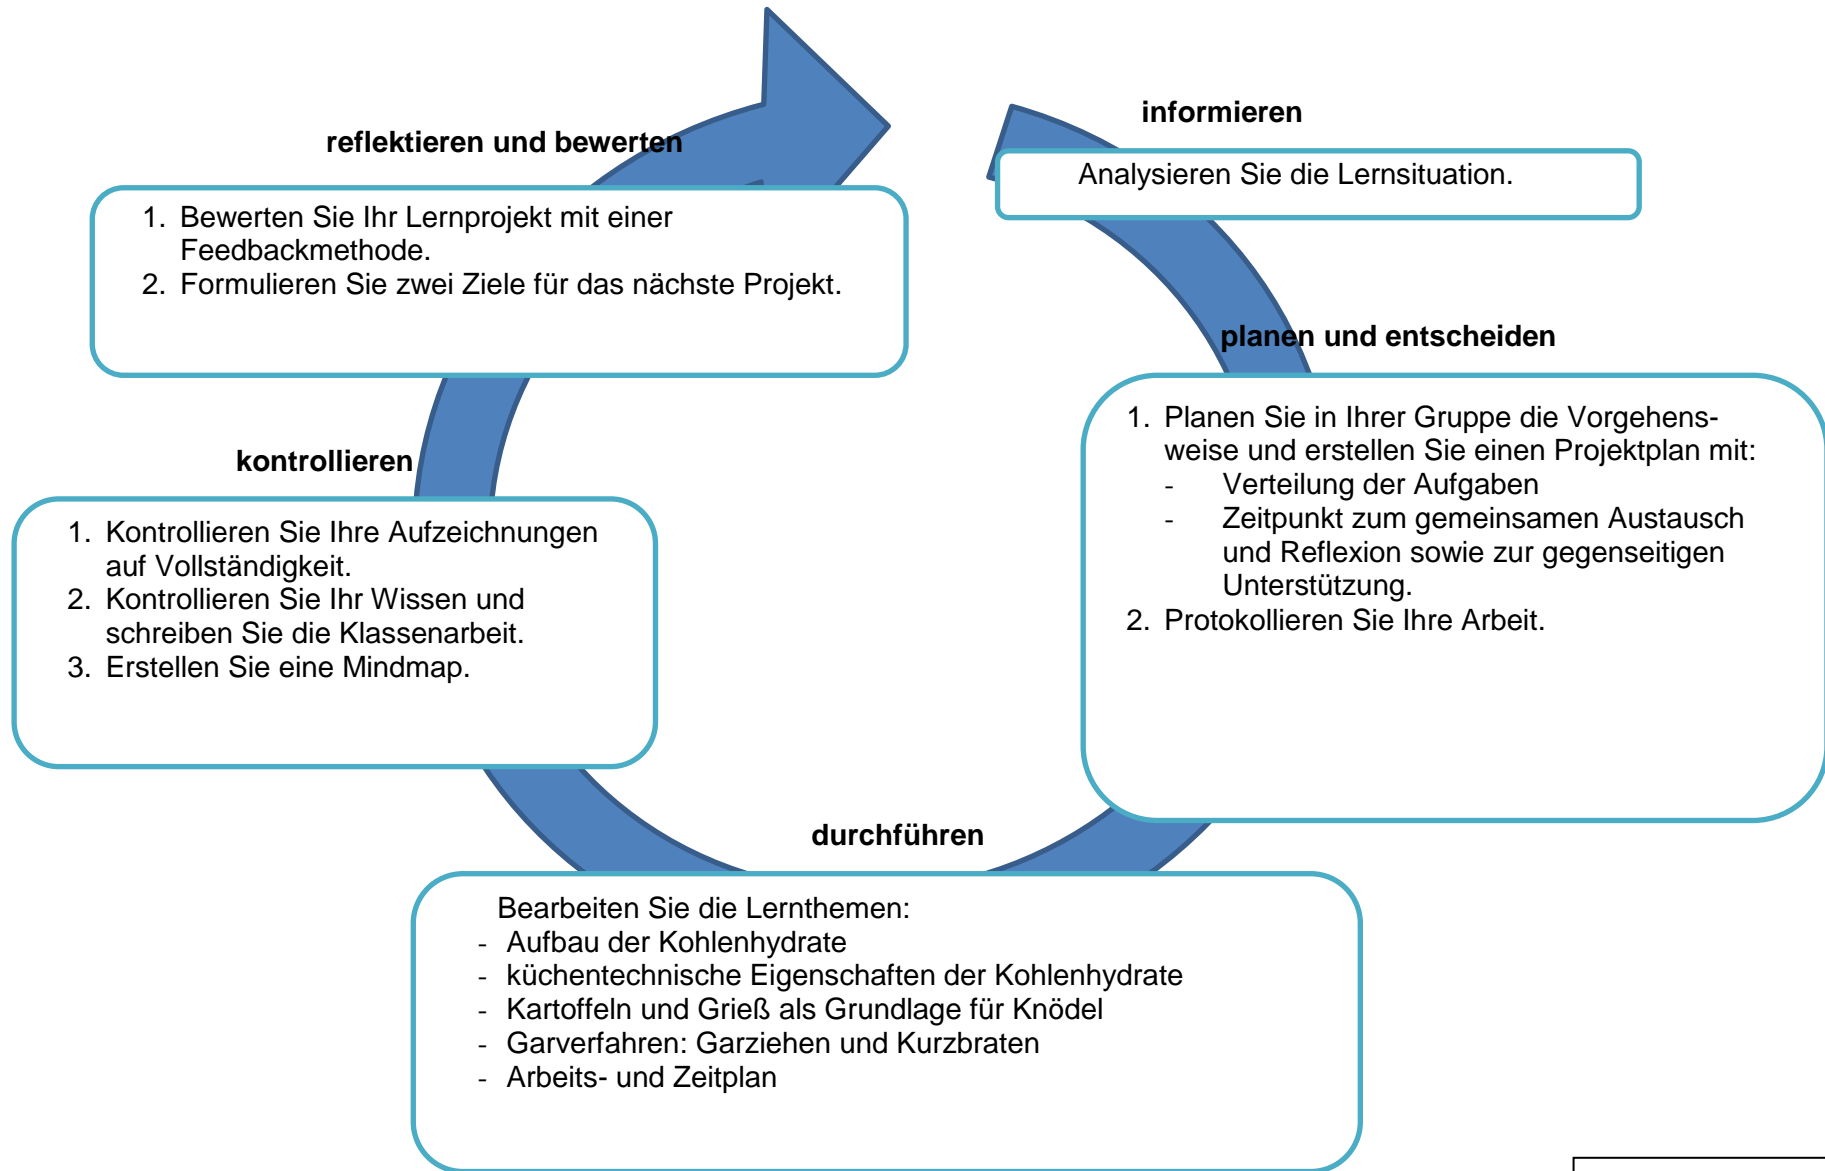 informieren
Analysieren Sie die Lernsituation.
planen und entscheiden
1. Planen Sie in Ihrer Gruppe die Vorgehens-
weise und erstellen Sie einen Projektplan mit:
- Verteilung der Aufgaben
- Zeitpunkt zum gemeinsamen Austausch
und Reflexion sowie zur gegenseitigen
Unterstützung.
2. Protokollieren Sie Ihre Arbeit.
durchführen
Bearbeiten Sie die Lernthemen:
- Aufbau der Kohlenhydrate
- küchentechnische Eigenschaften der Kohlenhydrate
- Kartoffeln und Grieß als Grundlage für Knödel
- Garverfahren: Garziehen und Kurzbraten
- Arbeits- und Zeitplan
kontrollieren
1. Kontrollieren Sie Ihre Aufzeichnungen
auf Vollständigkeit.
2. Kontrollieren Sie Ihr Wissen und
schreiben Sie die Klassenarbeit.
3. Erstellen Sie eine Mindmap.
reflektieren und bewerten
1. Bewerten Sie Ihr Lernprojekt mit einer
Feedbackmethode.
2. Formulieren Sie zwei Ziele für das nächste Projekt.